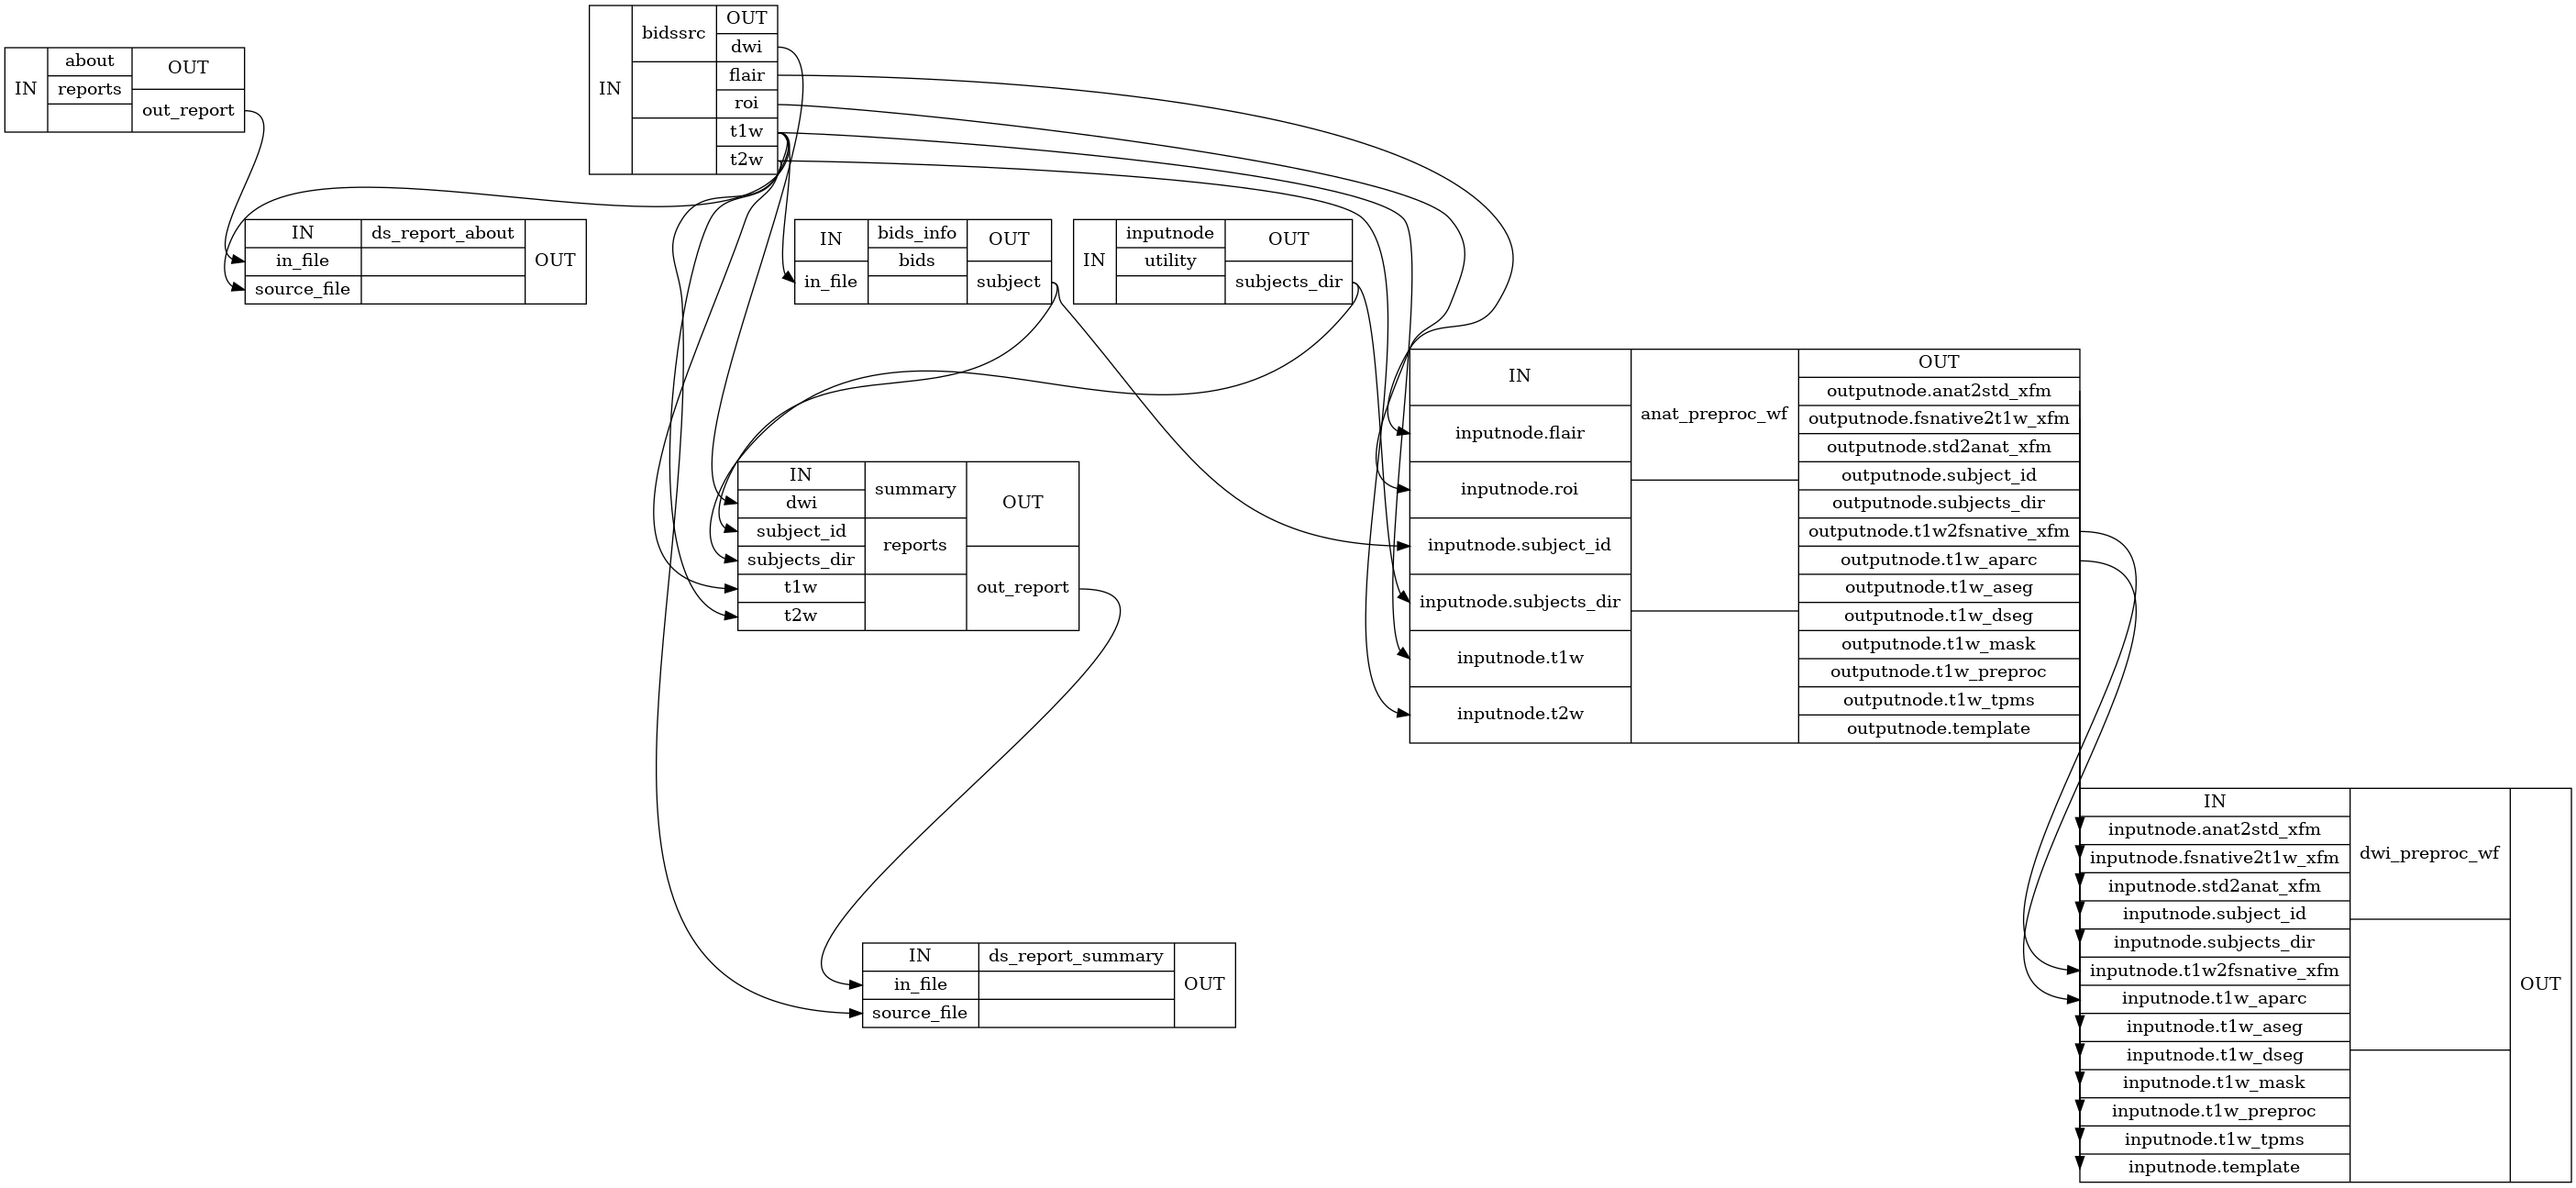 IN
about
reports
OUT
out_report
IN
bidssrc
OUT
dwi
flair
roi
t1w
t2w
IN
in_file
source_file
ds_report_about
OUT
IN
in_file
bids_info
bids
OUT
subject
IN
inputnode
utility
OUT
subjects_dir
IN
inputnode.flair
inputnode.roi
inputnode.subject_id
inputnode.subjects_dir
inputnode.t1w
inputnode.t2w
anat_preproc_wf
OUT
outputnode.anat2std_xfm
outputnode.fsnative2t1w_xfm
outputnode.std2anat_xfm
outputnode.subject_id
outputnode.subjects_dir
outputnode.t1w2fsnative_xfm
outputnode.t1w_aparc
outputnode.t1w_aseg
outputnode.t1w_dseg
outputnode.t1w_mask
outputnode.t1w_preproc
outputnode.t1w_tpms
outputnode.template
IN
dwi
subject_id
subjects_dir
t1w
t2w
summary
reports
OUT
out_report
IN
inputnode.anat2std_xfm
inputnode.fsnative2t1w_xfm
inputnode.std2anat_xfm
inputnode.subject_id
inputnode.subjects_dir
inputnode.t1w2fsnative_xfm
inputnode.t1w_aparc
inputnode.t1w_aseg
inputnode.t1w_dseg
inputnode.t1w_mask
inputnode.t1w_preproc
inputnode.t1w_tpms
inputnode.template
dwi_preproc_wf
OUT
IN
in_file
source_file
ds_report_summary
OUT